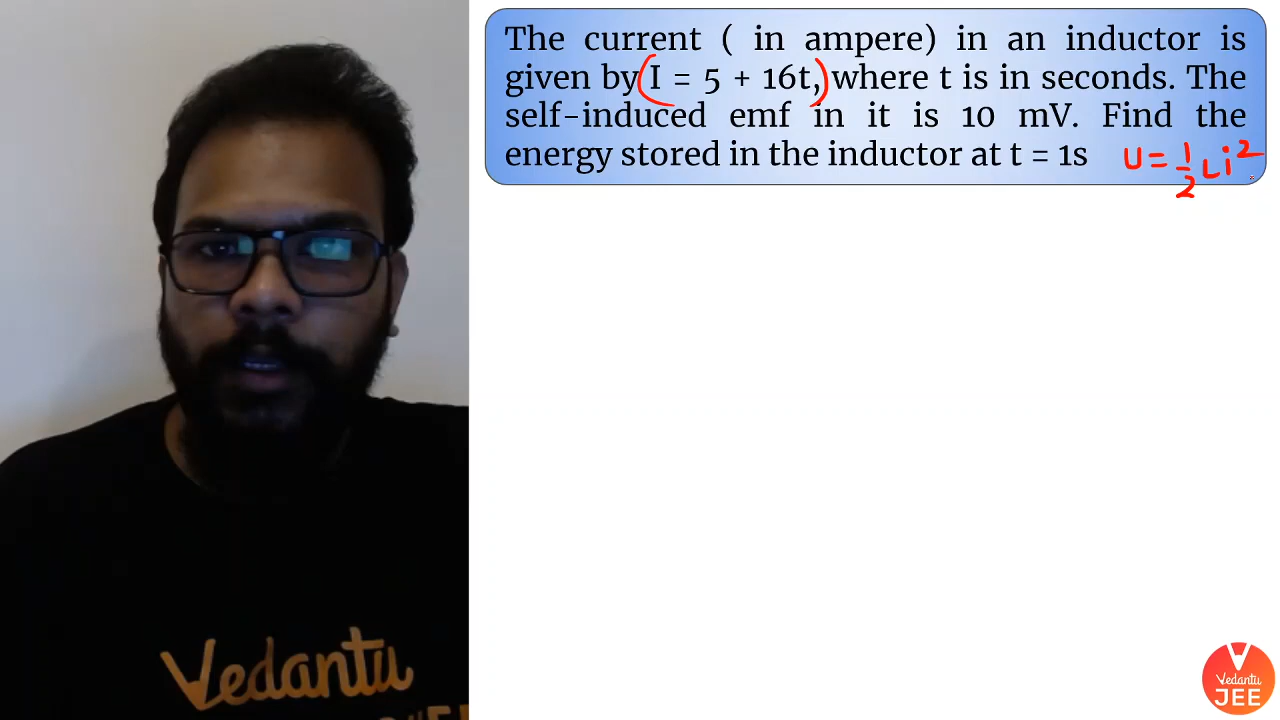 The current ( in ampere) in an inductor is
given by (I = 5 + 16t,) where t is in seconds. The
self-induced emf in it is 10 mV. Find the
energy stored in the inductor at t = 1s
U = 1/2 Li²
Vedantu
Vedantu
JEE